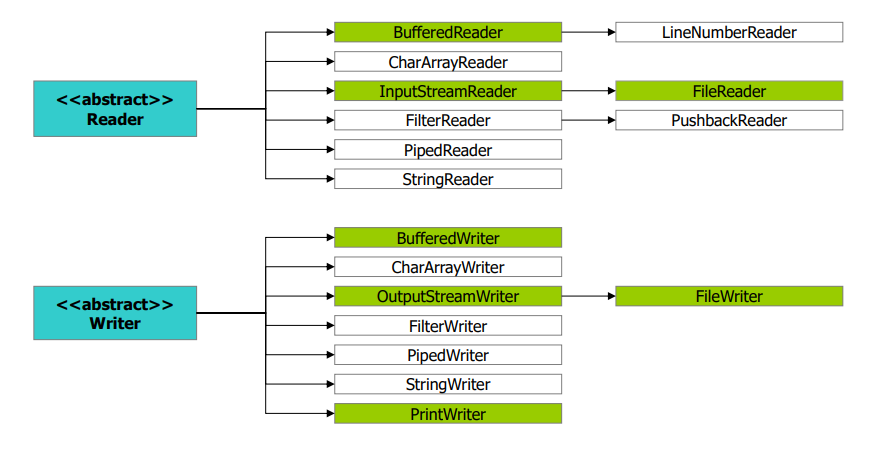 BufferedReader
LineNumberReader
CharArrayReader
<<abstract>>
Reader
InputStreamReader
FileReader
FilterReader
PushbackReader
PipedReader
StringReader
BufferedWriter
CharArrayWriter
<<abstract>>
Writer
OutputStreamWriter
FileWriter
FilterWriter
PipedWriter
StringWriter
PrintWriter